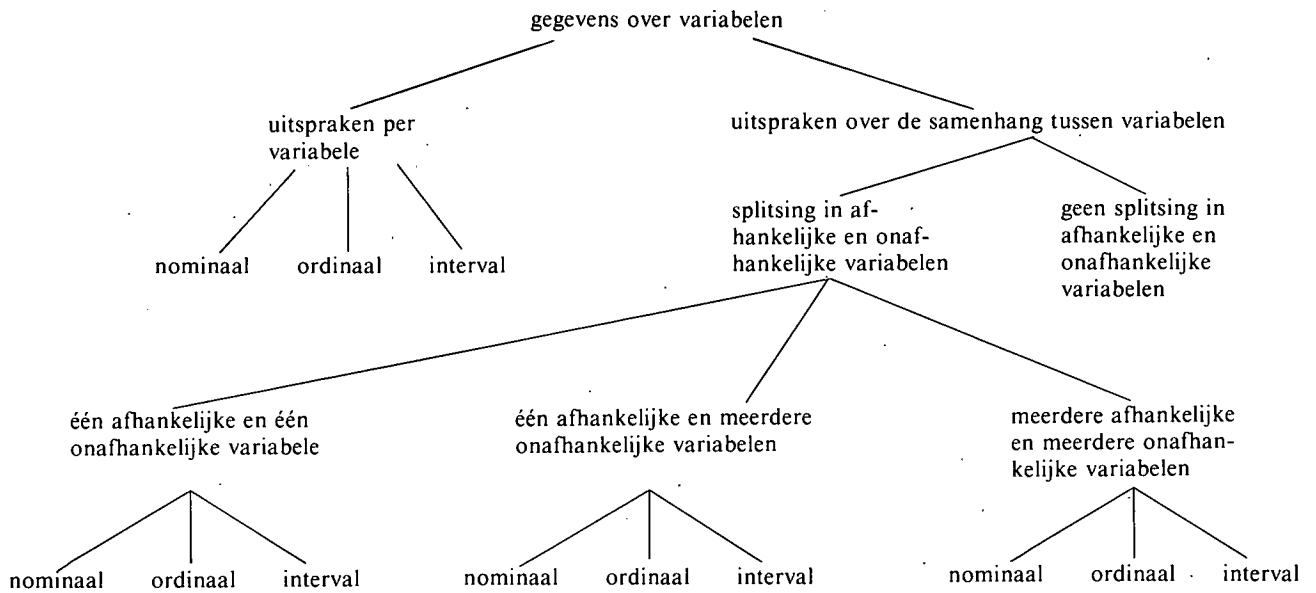 gegevens over variabelen
uitspraken per
variabele
uitspraken over de samenhang tussen variabelen
nominaal
ordinaal
interval
splitsing in af-
hankelijke en onaf-
hankelijke variabelen
geen splitsing in
afhankelijke en
onafhankelijke
variabelen
één afhankelijke en één
onafhankelijke variabele
één afhankelijke en meerdere
onafhankelijke variabelen
meerdere afhankelijke
en meerdere onafhan-
kelijke variabelen
nominaal
ordinaal
interval
nominaal
ordinaal
interval
nominaal
ordinaal
interval